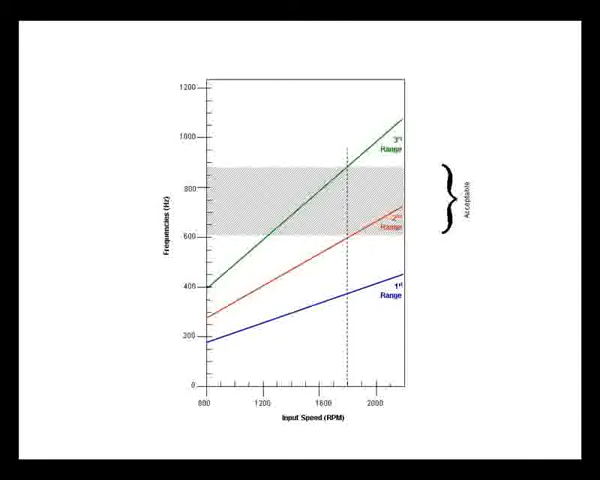 1200
1000
3rd
Range
800
Acceptable
2nd
Range
Frequencies (Hz)
600
400
1st
Range
200
0
800
1200
1600
2000
Input Speed (RPM)